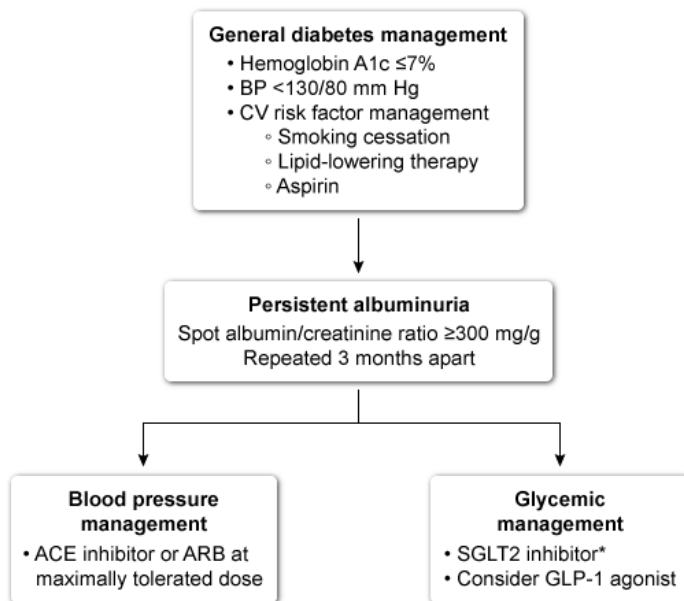 General diabetes management
• Hemoglobin A1c ≤7%
• BP <130/80 mm Hg
• CV risk factor management
◦ Smoking cessation
◦ Lipid-lowering therapy
◦ Aspirin
Persistent albuminuria
Spot albumin/creatinine ratio ≥300 mg/g
Repeated 3 months apart
Blood pressure
management
• ACE inhibitor or ARB at
maximally tolerated dose
Glycemic
management
• SGLT2 inhibitor*
• Consider GLP-1 agonist